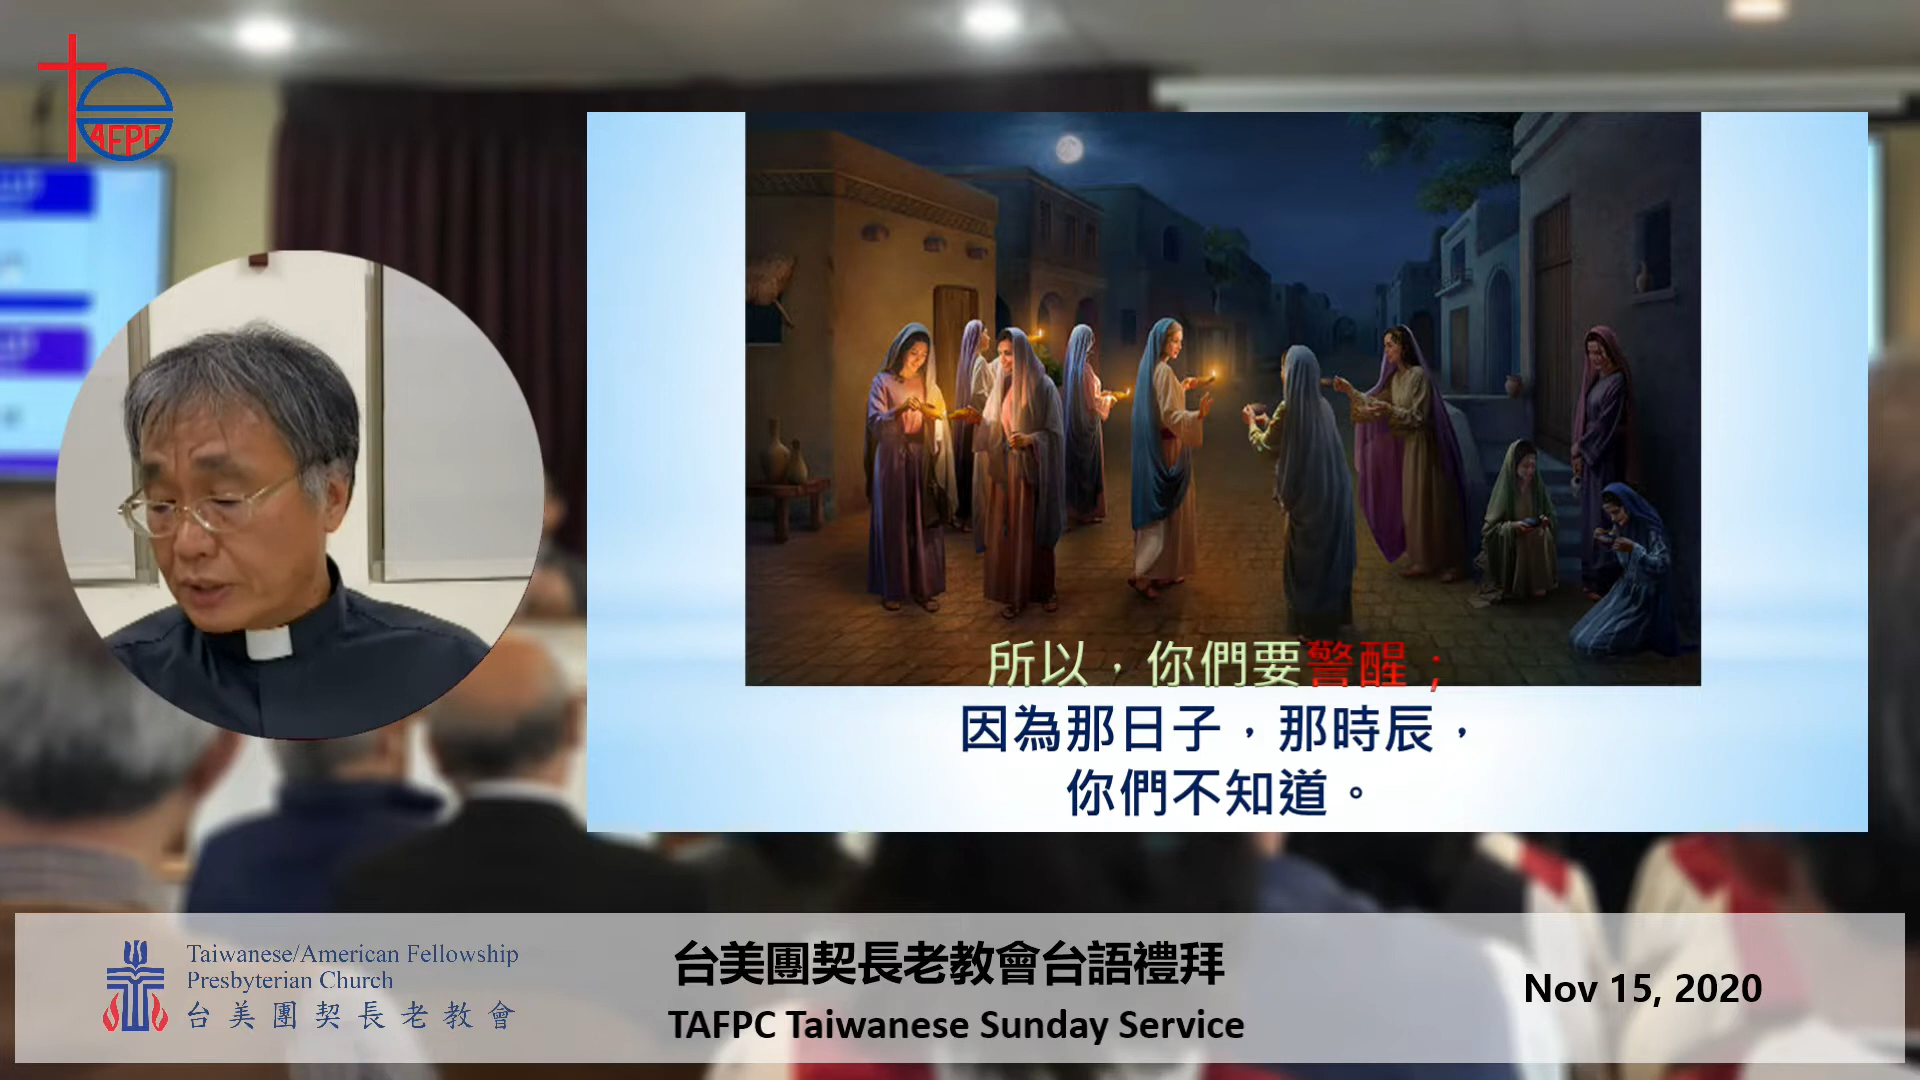 AFPC
所以，你們要警醒；
因為那日子，那時辰，
你們不知道。
Taiwanese/American Fellowship
Presbyterian Church
台美團契長老教會
台美團契長老教會台語禮拜
TAFPC Taiwanese Sunday Service
Nov 15, 2020